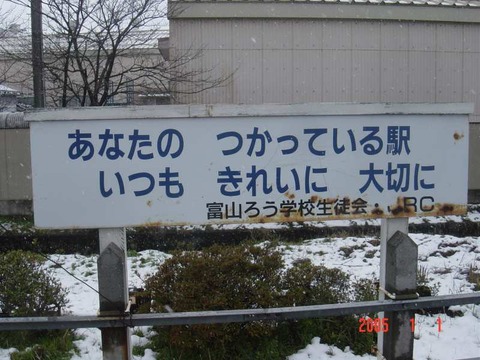 あなたの つかっている駅
いつも きれいに 大切に
富山ろう学校生徒会・JRC
2005 1 1